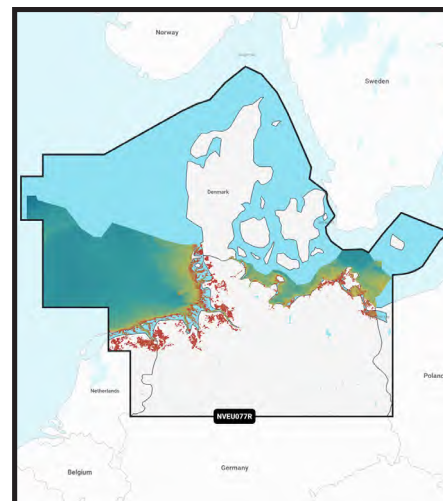 Norway
Sweden
Denmark
Netherlands
Poland
NVEU077R
Belgium
Germany